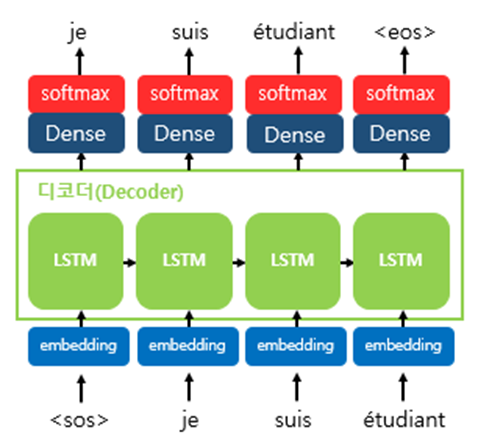 je suis étudiant <eos>
softmax softmax softmax softmax
Dense Dense Dense Dense
디코더(Decoder)
LSTM LSTM LSTM LSTM
embedding embedding embedding embedding
<sos> je suis étudiant